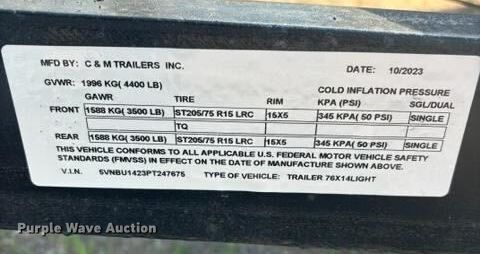 MFD BY: C & M TRAILERS INC. DATE: 10/2023
GVWR: 1996 KG( 4400 LB) COLD INFLATION PRESSURE
GAWR TIRE RIM KPA (PSI) SGL/DUAL
FRONT 1588 KG( 3500 LB) ST205/75 R15 LRC 15X5 345 KPA( 50 PSI) SINGLE
TQ
REAR 1588 KG( 3500 LB) ST205/75 R15 LRC 15X5 345 KPA( 50 PSI) SINGLE
THIS VEHICLE CONFORMS TO ALL APPLICABLE U.S. FEDERAL MOTOR VEHICLE SAFETY
STANDARDS (FMVSS) IN EFFECT ON THE DATE OF MANUFACTURE SHOWN ABOVE.
V.I.N. 5VNBU1423PT247675 TYPE OF VEHICLE: TRAILER 76X14LIGHT
Purple Wave Auction